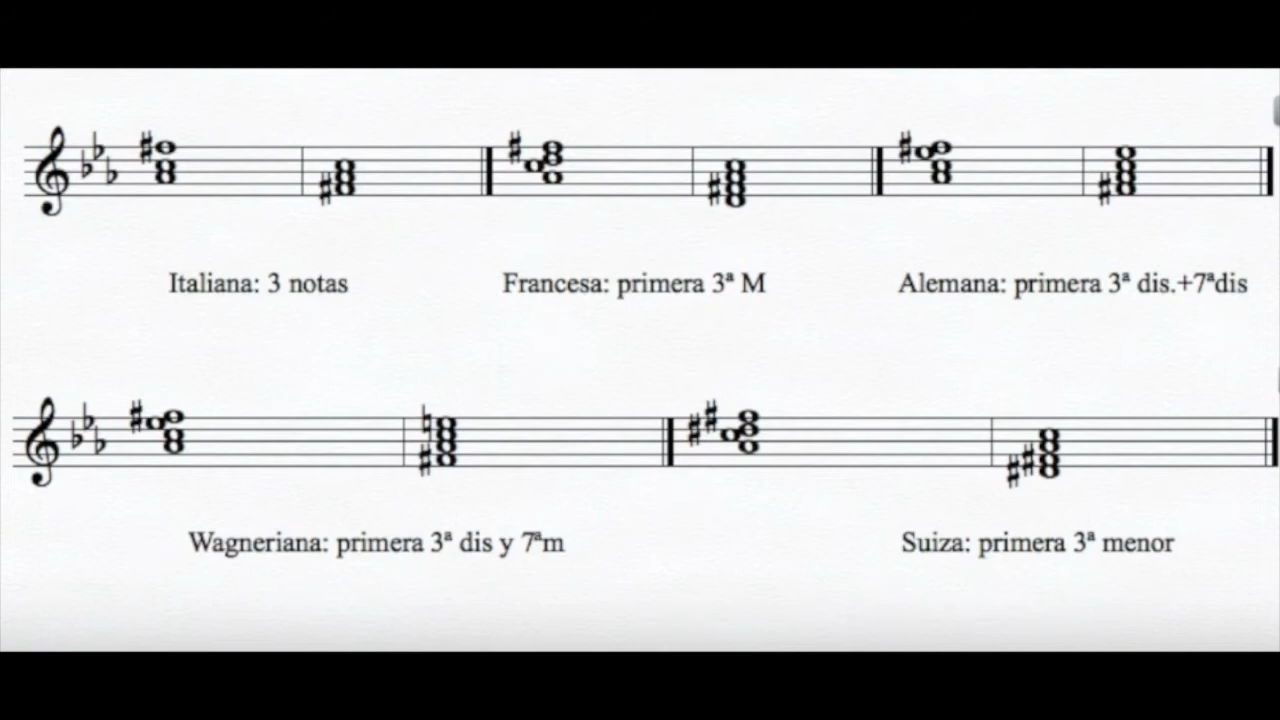 Italiana: 3 notas
Francesa: primera 3ª M
Alemana: primera 3ª dis.+7ªdis
Wagneriana: primera 3ª dis y 7ªm
Suiza: primera 3ª menor